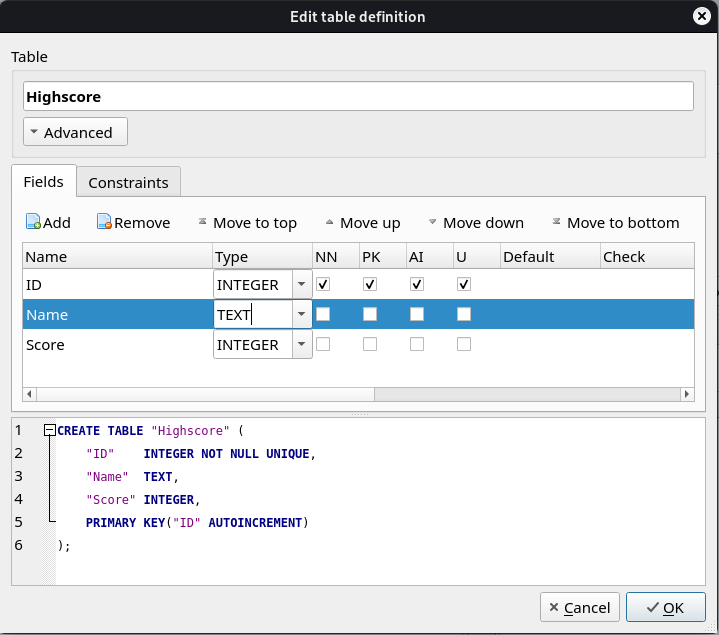 Edit table definition
Table
Highscore
Advanced
Fields Constraints
Add Remove Move to top Move up Move down Move to bottom
Name Type NN PK AI U Default Check
ID INTEGER
Name TEXT
Score INTEGER
1 CREATE TABLE "Highscore" (
2 "ID" INTEGER NOT NULL UNIQUE,
3 "Name" TEXT,
4 "Score" INTEGER,
5 PRIMARY KEY("ID" AUTOINCREMENT)
6 );
Cancel OK